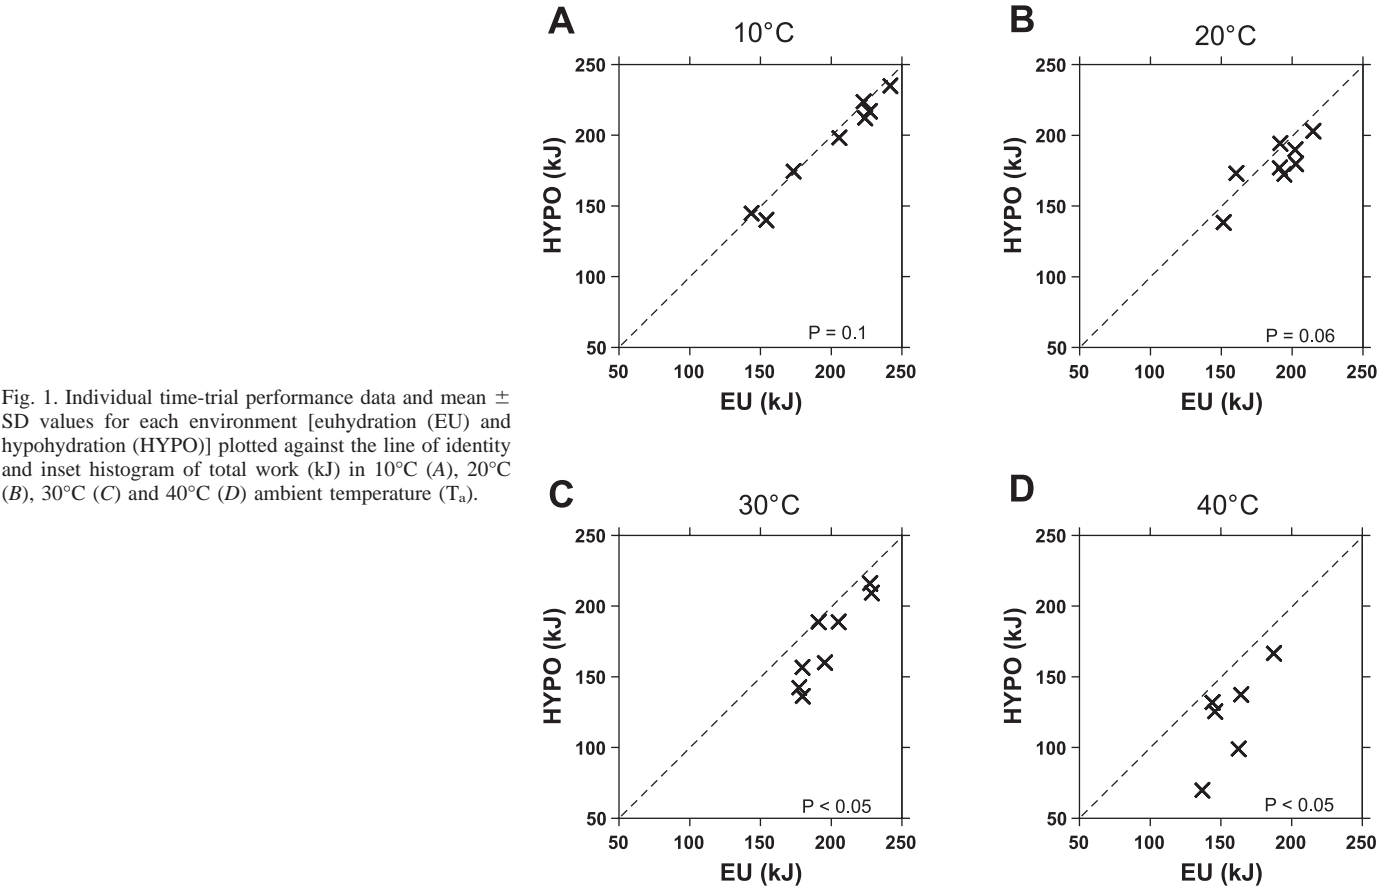 A
10°C
250
200
150
100
50
HYPO (kJ)
P = 0.1
50 100 150 200 250
EU (kJ)
B
20°C
250
200
150
100
50
HYPO (kJ)
P = 0.06
50 100 150 200 250
EU (kJ)
Fig. 1. Individual time-trial performance data and mean ±
SD values for each environment [euhydration (EU) and
hypohydration (HYPO)] plotted against the line of identity
and inset histogram of total work (kJ) in 10°C (A), 20°C
(B), 30°C (C) and 40°C (D) ambient temperature (Ta).
C
30°C
250
200
150
100
50
HYPO (kJ)
P < 0.05
50 100 150 200 250
EU (kJ)
D
40°C
250
200
150
100
50
HYPO (kJ)
P < 0.05
50 100 150 200 250
EU (kJ)